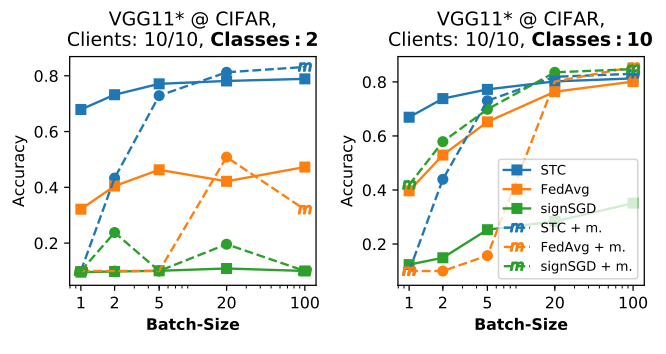 VGG11* @ CIFAR,
Clients: 10/10, Classes: 2
0.8
0.6
0.4
0.2
Accuracy
1 2 5 20 100
Batch-Size
VGG11* @ CIFAR,
Clients: 10/10, Classes: 10
0.8
0.6
0.4
0.2
Accuracy
STC
FedAvg
signSGD
STC + m.
FedAvg + m.
signSGD + m.
1 2 5 20 100
Batch-Size